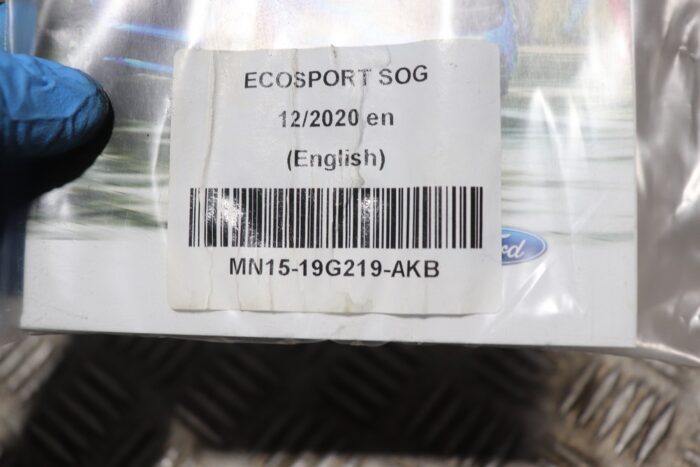 ECOSPORT SOG
12/2020 en
(English)
MN15-19G219-AKB